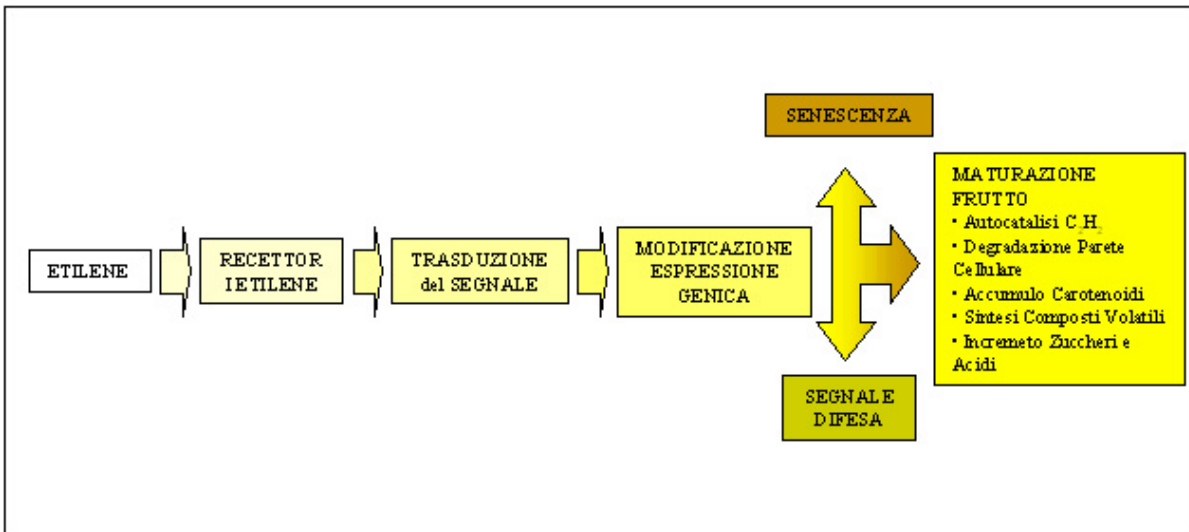 ETILENE
RECETTOR
I ETILENE
TRASDUZIONE
del SEGNALE
MODIFICAZIONE
ESPRESSIONE
GENICA
SENESCENZA
MATURAZIONE
FRUTTO
• Autocatalisi C₂H₂
• Degradazione Parete
Cellulare
• Accumulo Carotenoidi
• Sintesi Composti Volatili
• Incremeto Zuccheri e
Acidi
SEGNALE
DIFESA